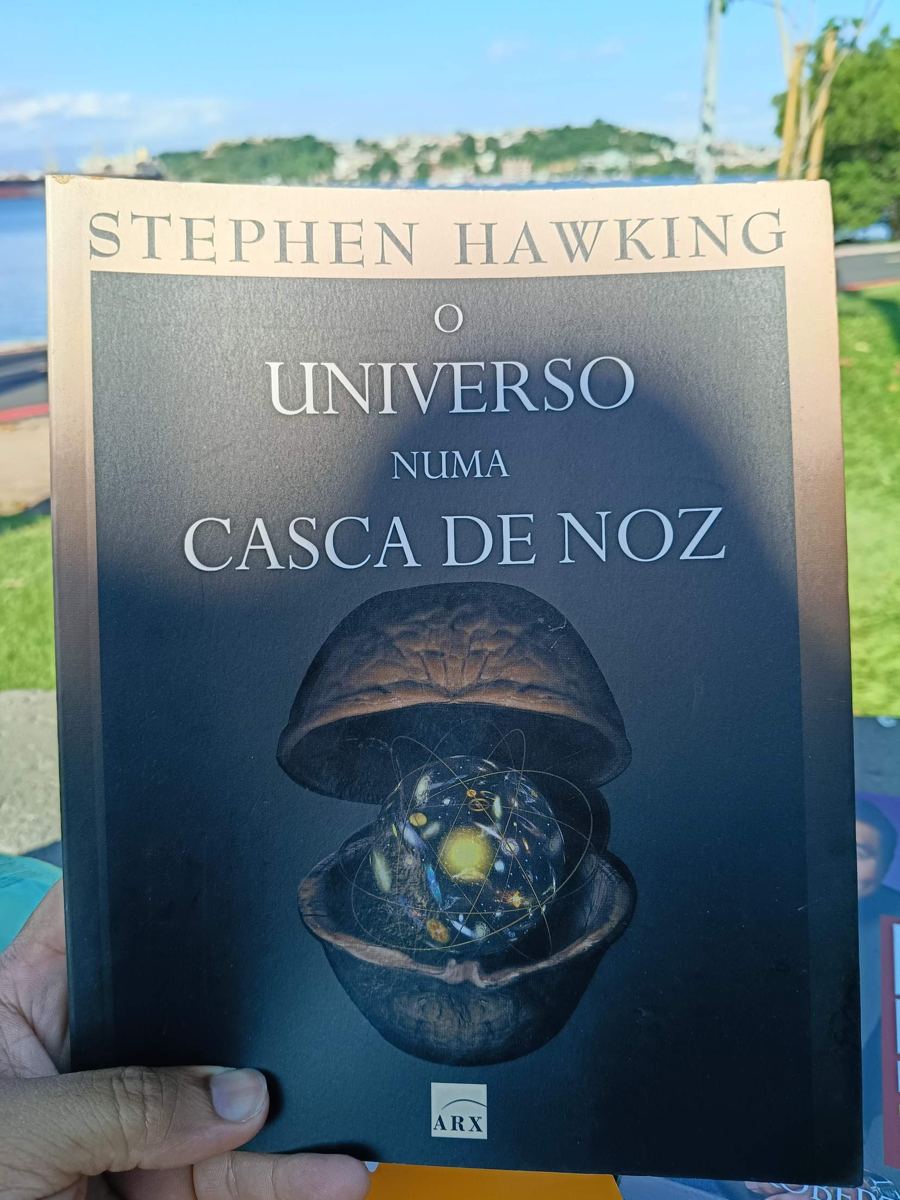 STEPHEN HAWKING
O
UNIVERSO
NUMA
CASCA DE NOZ
ARX